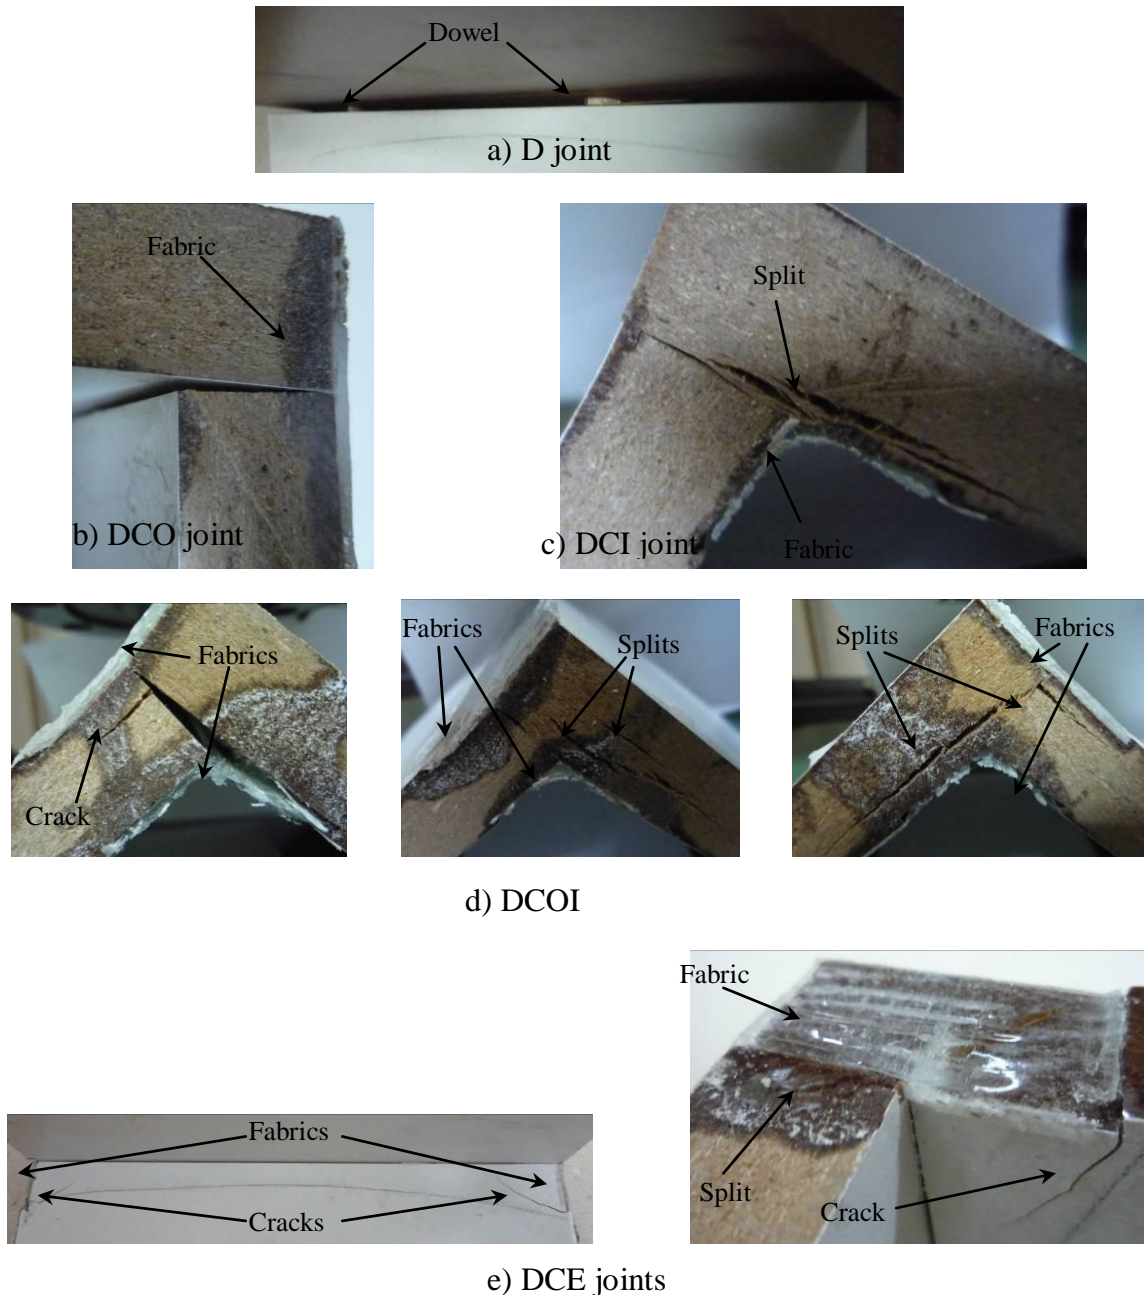 Dowel
a) D joint
Fabric
b) DCO joint
Split
c) DCI joint
Fabric
Fabrics
Crack
Fabrics
Splits
Splits
Fabrics
d) DCOI
Fabrics
Cracks
Fabric
Split
Crack
e) DCE joints